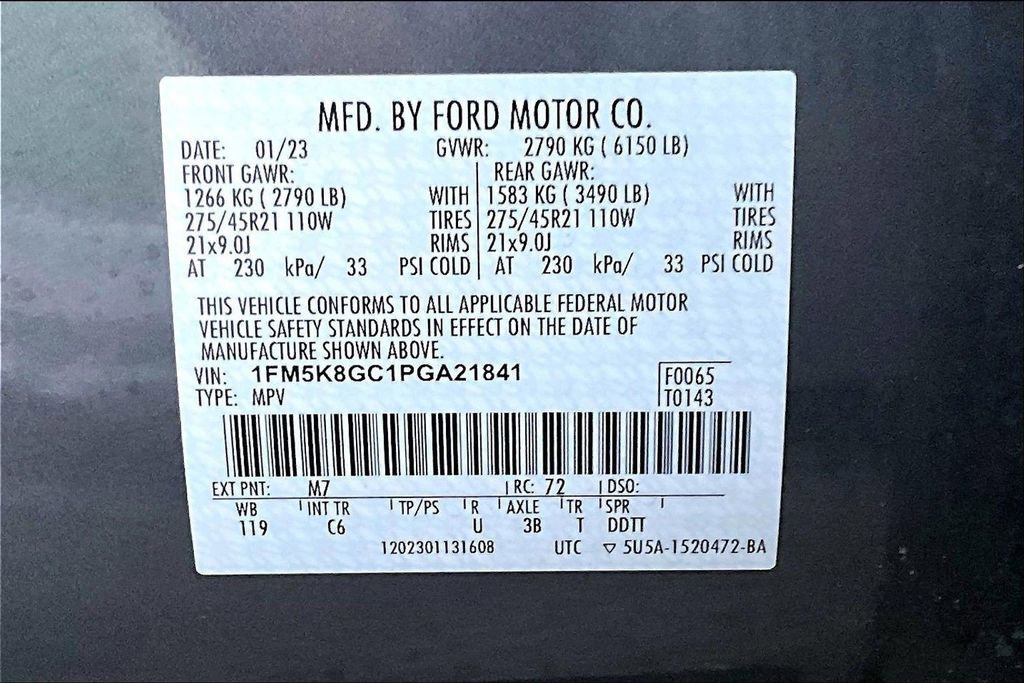 MFD. BY FORD MOTOR CO.
DATE: 01/23 GVWR: 2790 KG ( 6150 LB)
FRONT GAWR: REAR GAWR:
1266 KG ( 2790 LB) WITH 1583 KG ( 3490 LB) WITH
275/45R21 110W TIRES 275/45R21 110W TIRES
21x9.0J RIMS 21x9.0J RIMS
AT 230 kPa/ 33 PSI COLD AT 230 kPa/ 33 PSI COLD
THIS VEHICLE CONFORMS TO ALL APPLICABLE FEDERAL MOTOR
VEHICLE SAFETY STANDARDS IN EFFECT ON THE DATE OF
MANUFACTURE SHOWN ABOVE.
VIN: 1FM5K8GC1PGA21841 F0065
TYPE: MPV T0143
EXT PNT: M7 RC: 72 DSO:
WB INT TR TP/PS R AXLE TR SPR
119 C6 U 3B T DDTT
1202301131608 UTC ▽ 5U5A-1520472-BA